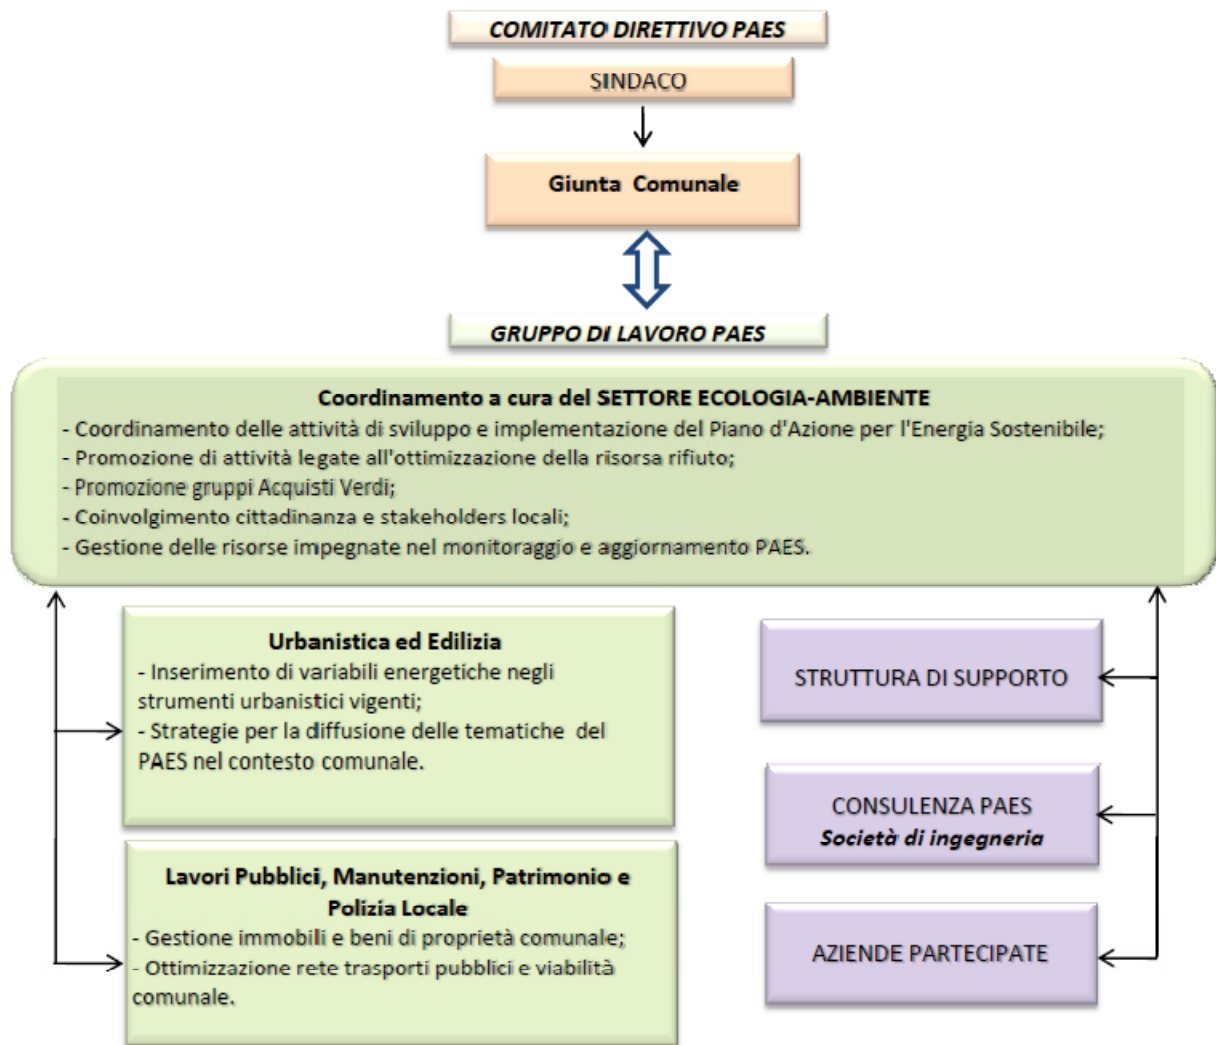 COMITATO DIRETTIVO PAES
SINDACO
Giunta Comunale
GRUPPO DI LAVORO PAES
Coordinamento a cura del SETTORE ECOLOGIA-AMBIENTE
- Coordinamento delle attività di sviluppo e implementazione del Piano d'Azione per l'Energia Sostenibile;
- Promozione di attività legate all'ottimizzazione della risorsa rifiuto;
- Promozione gruppi Acquisti Verdi;
- Coinvolgimento cittadinanza e stakeholders locali;
- Gestione delle risorse impegnate nel monitoraggio e aggiornamento PAES.
Urbanistica ed Edilizia
- Inserimento di variabili energetiche negli
strumenti urbanistici vigenti;
- Strategie per la diffusione delle tematiche del
PAES nel contesto comunale.
Lavori Pubblici, Manutenzioni, Patrimonio e
Polizia Locale
- Gestione immobili e beni di proprietà comunale;
- Ottimizzazione rete trasporti pubblici e viabilità
comunale.
STRUTTURA DI SUPPORTO
CONSULENZA PAES
Società di ingegneria
AZIENDE PARTECIPATE